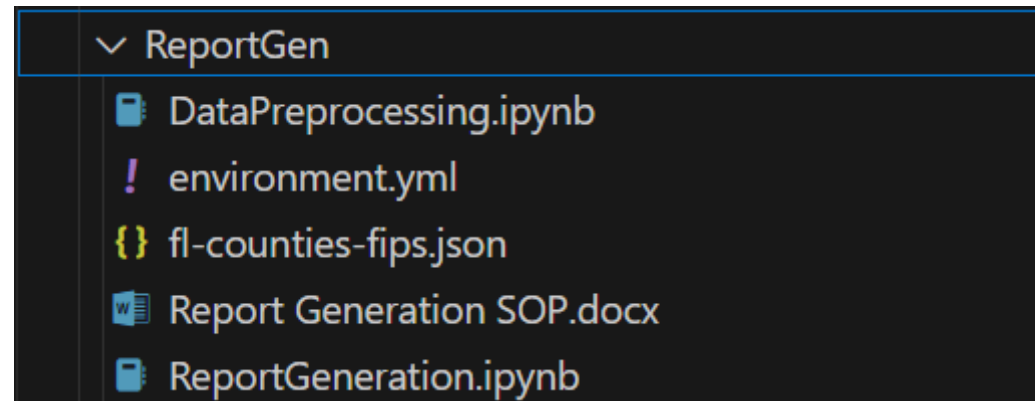 ReportGen
DataPreprocessing.ipynb
! environment.yml
{} fl-counties-fips.json
Report Generation SOP.docx
ReportGeneration.ipynb